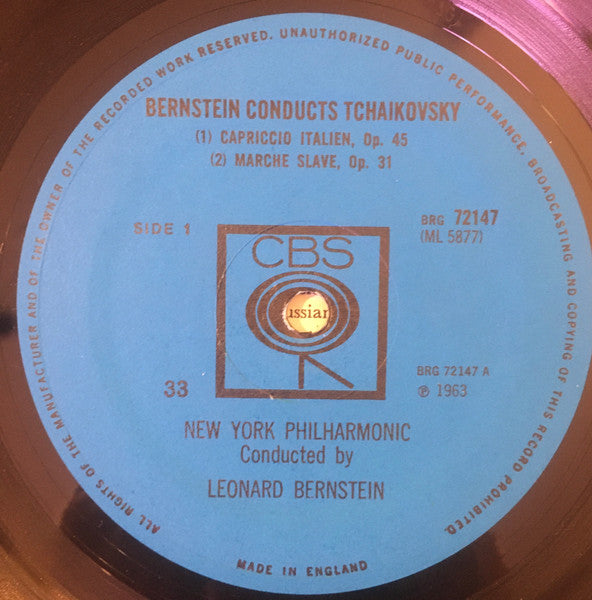 ALL RIGHTS OF THE MANUFACTURER AND OF THE OWNER OF THE RECORDED WORK RESERVED. UNAUTHORIZED PUBLIC PERFORMANCE, BROADCASTING AND COPYING OF THIS RECORD PROHIBITED.
BERNSTEIN CONDUCTS TCHAIKOVSKY
(1) CAPRICCIO ITALIEN, Op. 45
(2) MARCHE SLAVE, Op. 31
SIDE 1
BRG 72147
(ML 5877)
CBS
ussian
33
BRG 72147 A
℗ 1963
NEW YORK PHILHARMONIC
Conducted by
LEONARD BERNSTEIN
MADE IN ENGLAND